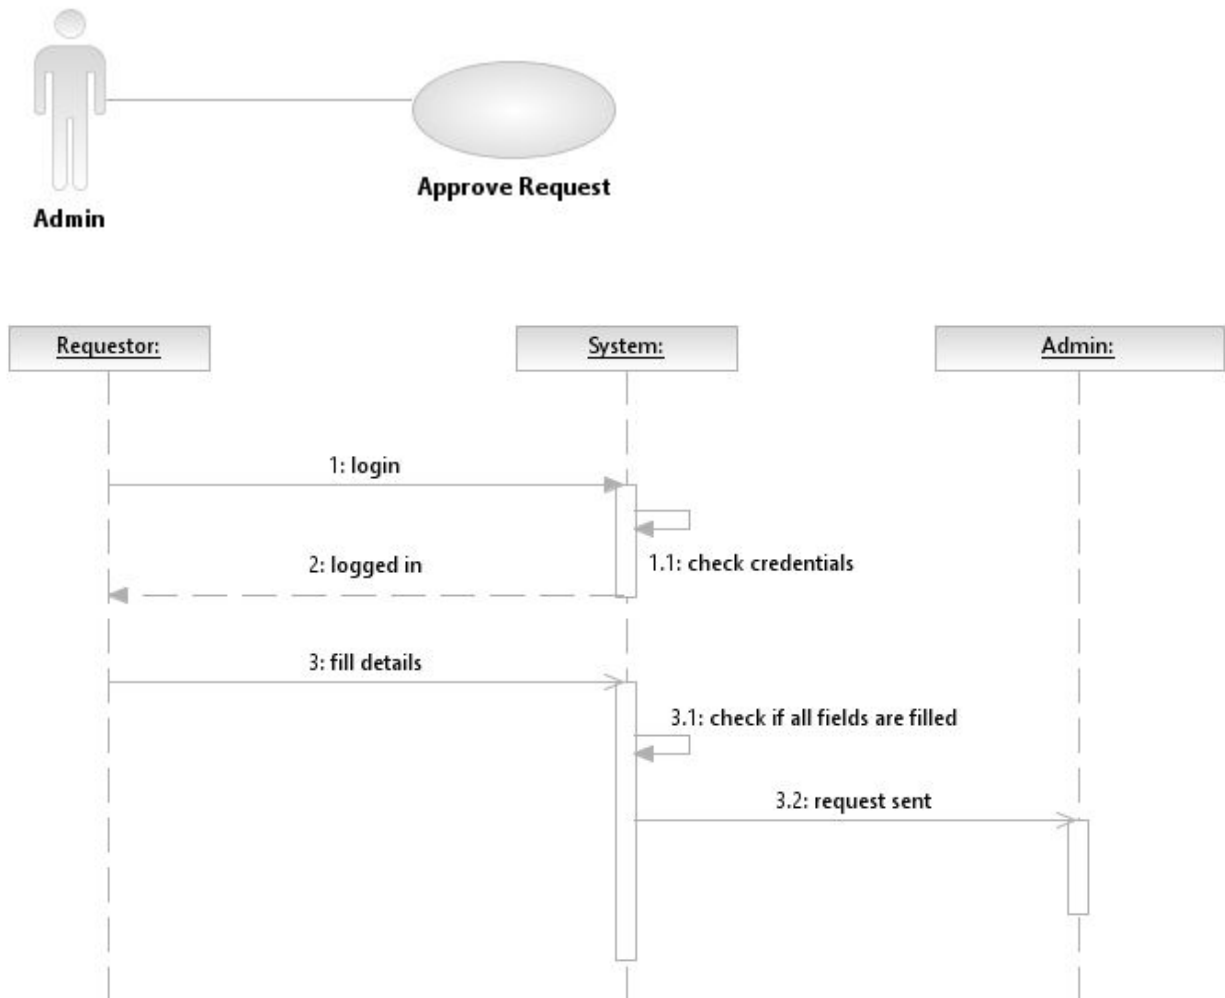 Approve Request
Admin
Requestor:
System:
Admin:
1: login
1.1: check credentials
2: logged in
3: fill details
3.1: check if all fields are filled
3.2: request sent